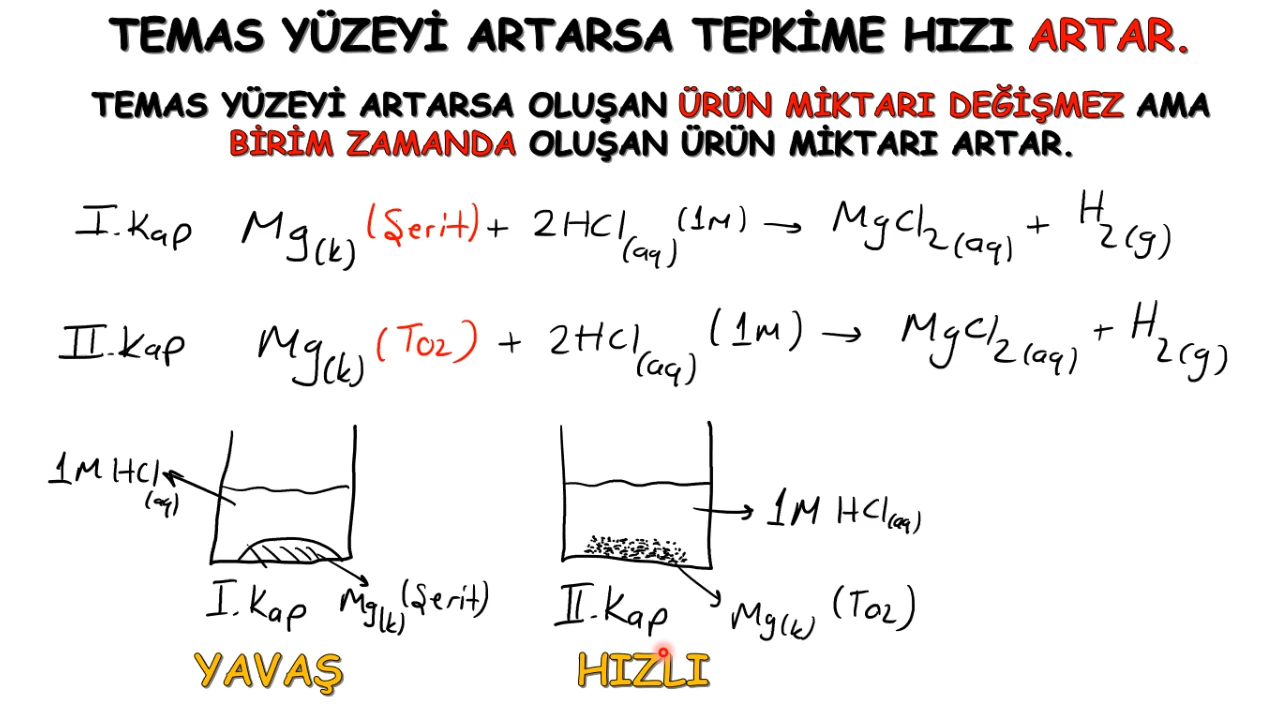 TEMAS YÜZEYİ ARTARSA TEPKİME HIZI ARTAR.
TEMAS YÜZEYİ ARTARSA OLUŞAN ÜRÜN MİKTARI DEĞİŞMEZ AMA
BİRİM ZAMANDA OLUŞAN ÜRÜN MİKTARI ARTAR.
I.Kap Mg(k) (Şerit) + 2HCl(aq) (1M) → MgCl2(aq) + H2(g)
II.Kap Mg(k) (Toz) + 2HCl(aq) (1M) → MgCl2(aq) + H2(g)
1M HCl(aq)
1M HCl(aq)
I.Kap Mg(k) (Şerit)
II.Kap Mg(k) (Toz)
YAVAŞ
HIZLI